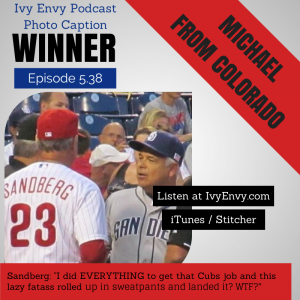 Ivy Envy Podcast
Photo Caption
WINNER
Episode 5.38
MICHAEL
FROM COLORADO
SANDBERG
23
SAN DIE
Listen at IvyEnvy.com
iTunes / Stitcher
Sandberg: "I did EVERYTHING to get that Cubs job and this
lazy fatass rolled up in sweatpants and landed it? WTF?"